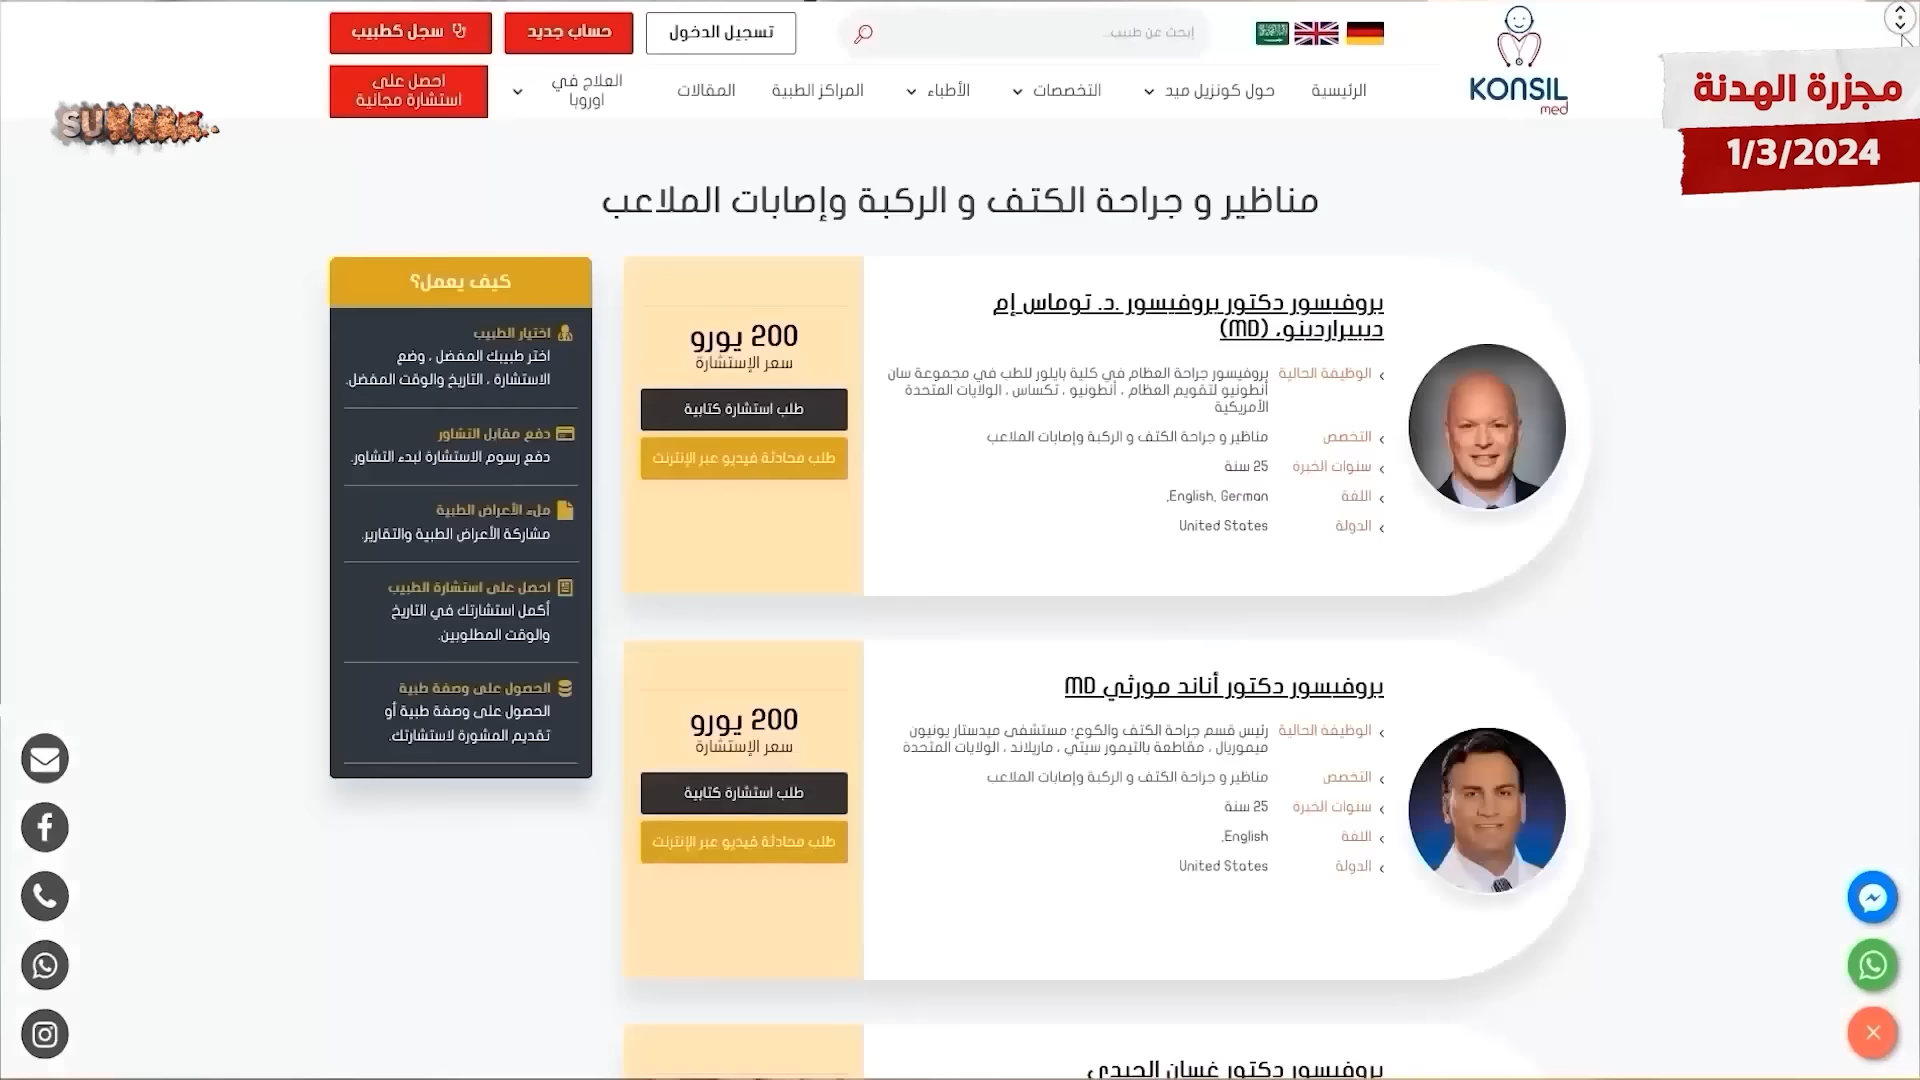 سجل كطبيب
حساب جديد
تسجيل الدخول
إبحث عن طبيب...
KONSIL
med
احصل على
استشارة مجانية
العلاج في
اوروبا
المقالات
المراكز الطبية
الأطباء
التخصصات
حول كونزيل ميد
الرئيسية
مجزرة الهدنة
1/3/2024
مناظير و جراحة الكتف و الركبة وإصابات الملاعب
بروفيسور دكتور بروفيسور .د. توماس إم
ديبيراردينو، (MD)
الوظيفة الحالية
بروفيسور جراحة العظام في كلية بايلور للطب في مجموعة سان
أنطونيو لتقويم العظام ، أنطونيو ، تكساس ، الولايات المتحدة
الأمريكية
التخصص
مناظير و جراحة الكتف و الركبة وإصابات الملاعب
سنوات الخبرة
25 سنة
اللغة
English, German,
الدولة
United States
200 يورو
سعر الإستشارة
طلب استشارة كتابية
طلب محادثة فيديو عبر الإنترنت
كيف يعمل؟
اختيار الطبيب
اختر طبيبك المفضل ، وضع
الاستشارة ، التاريخ والوقت المفضل.
دفع مقابل التشاور
دفع رسوم الاستشارة لبدء التشاور.
ملء الأعراض الطبية
مشاركة الأعراض الطبية والتقارير.
احصل على استشارة الطبيب
أكمل استشارتك في التاريخ
والوقت المطلوبين.
الحصول على وصفة طبية
الحصول على وصفة طبية أو
تقديم المشورة لاستشارتك.
بروفيسور دكتور أناند مورثي MD
الوظيفة الحالية
رئيس قسم جراحة الكتف والكوع؛ مستشفى ميدستار يونيون
ميموريال ، مقاطعة بالتيمور سيتي ، ماريلاند ، الولايات المتحدة
التخصص
مناظير و جراحة الكتف و الركبة وإصابات الملاعب
سنوات الخبرة
25 سنة
اللغة
English,
الدولة
United States
200 يورو
سعر الإستشارة
طلب استشارة كتابية
طلب محادثة فيديو عبر الإنترنت
بروفيسور دكتور غسان الجيدي